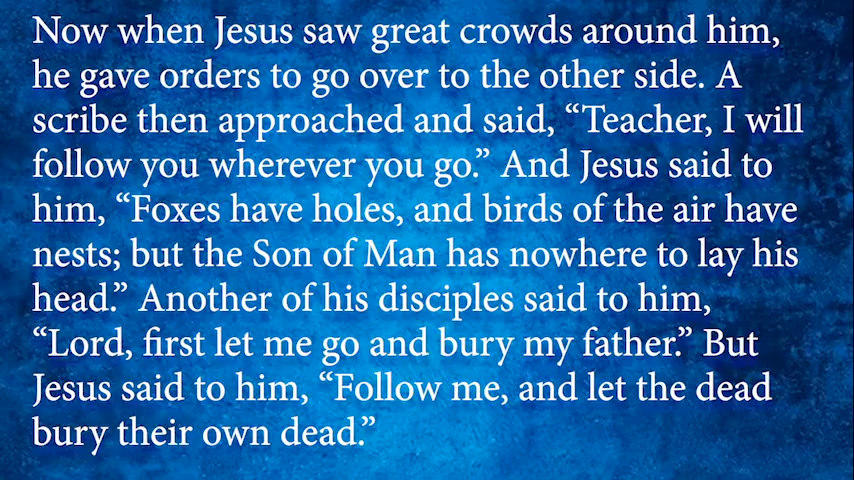 Now when Jesus saw great crowds around him,
he gave orders to go over to the other side. A
scribe then approached and said, “Teacher, I will
follow you wherever you go.” And Jesus said to
him, “Foxes have holes, and birds of the air have
nests; but the Son of Man has nowhere to lay his
head.” Another of his disciples said to him,
“Lord, first let me go and bury my father.” But
Jesus said to him, “Follow me, and let the dead
bury their own dead.”